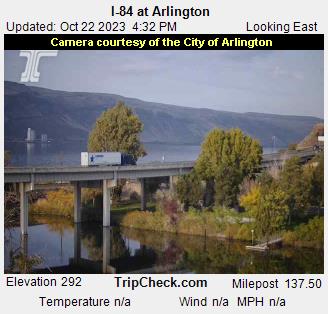 I-84 at Arlington
Updated: Oct 22 2023 4:32 PM Looking East
Camera courtesy of the City of Arlington
Elevation 292 TripCheck.com Milepost 137.50
Temperature n/a Wind n/a MPH n/a